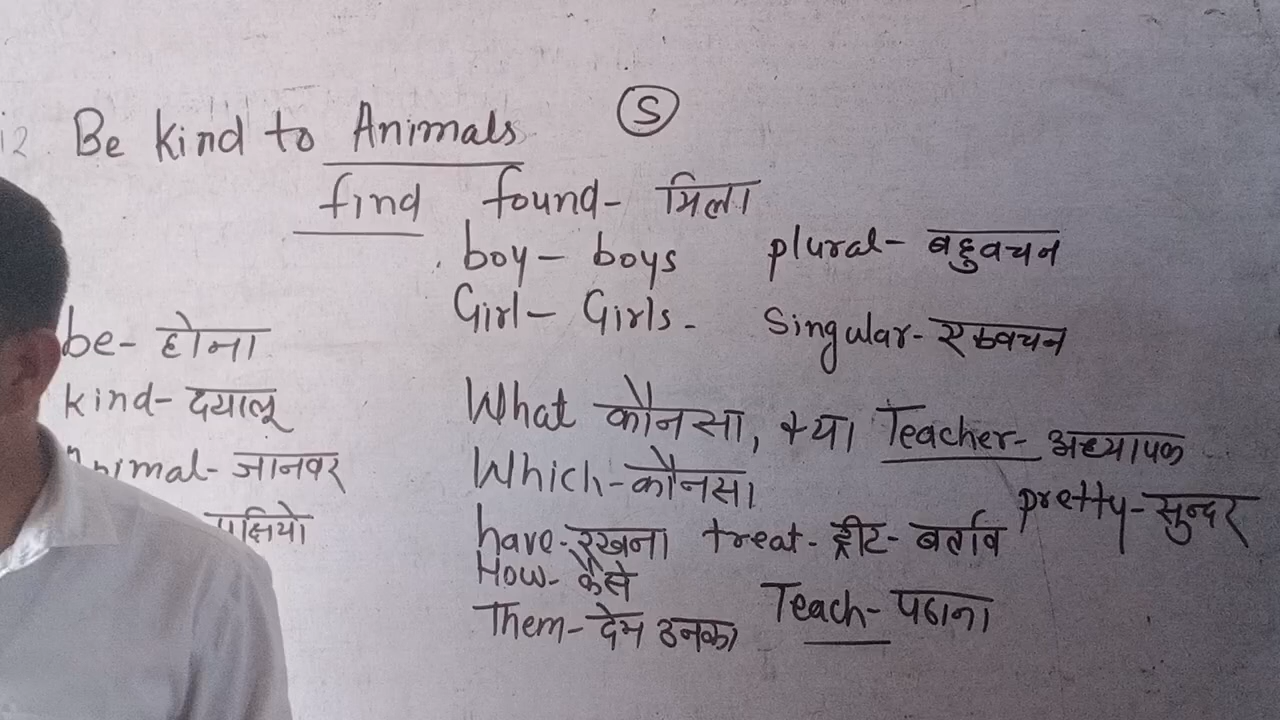 12 Be kind to Animals S
find found- मिला
boy- boys plural- बहुवचन
Girl- Girls- Singular- एकवचन
be- होना
kind- दयालू
Animal- जानवर
पक्षियो
What कौनसा, क्या Teacher- अध्यापक
Which- कौनसा pretty- सुन्दर
have- रखना treat- ट्रीट- बर्ताव
How- कैसे
Them- देम उनका Teach- पढाना